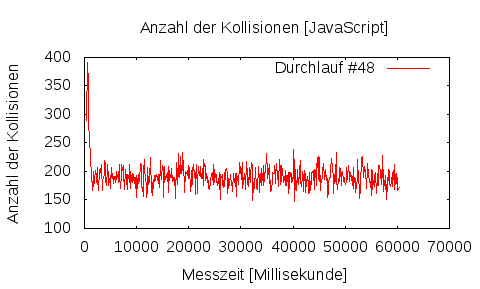 Anzahl der Kollisionen [JavaScript]
Durchlauf #48
Anzahl der Kollisionen
400
350
300
250
200
150
100
0 10000 20000 30000 40000 50000 60000 70000
Messzeit [Millisekunde]